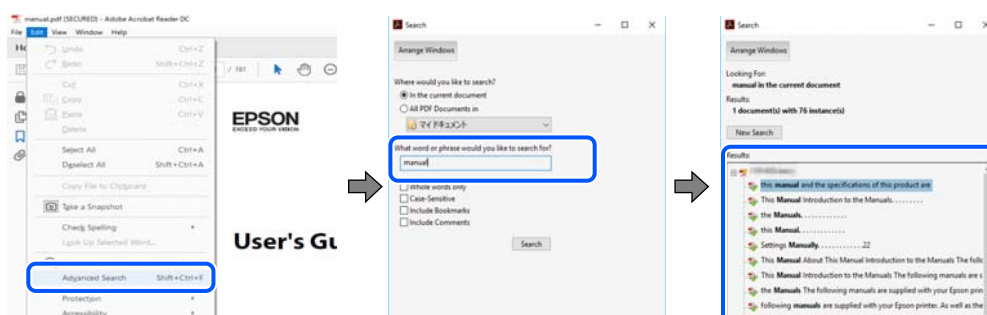 manual.pdf (SECURED) - Adobe Acrobat Reader DC
File Edit View Window Help
Undo Ctrl+Z
Redo Shift+Ctrl+Z
Cut Ctrl+X
Copy Ctrl+C
Paste Ctrl+V
Delete
Select All Ctrl+A
Deselect All Shift+Ctrl+A
Copy File to Clipboard
Take a Snapshot
Check Spelling
Look Up Selected Word...
Advanced Search Shift+Ctrl+F
Protection
Accessibility
/ 191
EPSON
EXCEED YOUR VISION
User's Gu
Search
Arrange Windows
Where would you like to search?
In the current document
All PDF Documents in
マイドキュメント
What word or phrase would you like to search for?
manual
Whole words only
Case-Sensitive
Include Bookmarks
Include Comments
Search
Search
Arrange Windows
Looking For:
manual in the current document
Results:
1 document(s) with 76 instance(s)
New Search
Results:
this manual and the specifications of this product are
This Manual Introduction to the Manuals. . . . . . . .
the Manuals. . . . . . . . . . . .
this Manual. . . . . . . . . . . .
Settings Manually. . . . . . . . . . . .22
This Manual About This Manual Introduction to the Manuals The follo
This Manual Introduction to the Manuals The following manuals are s
the Manuals The following manuals are supplied with your Epson prin
following manuals are supplied with your Epson printer. As well as the